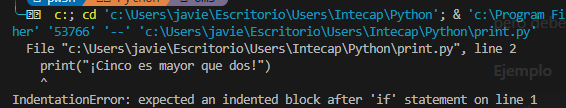 c:; cd 'c:\Users\javie\Escritorio\Users\Intecap\Python'; & 'c:\Program Fi
her' '53766' '--' 'c:\Users\javie\Escritorio\Users\Intecap\Python\print.py'
File "c:\Users\javie\Escritorio\Users\Intecap\Python\print.py", line 2
print("¡Cinco es mayor que dos!")
^
Ejemplo
IndentationError: expected an indented block after 'if' statement on line 1